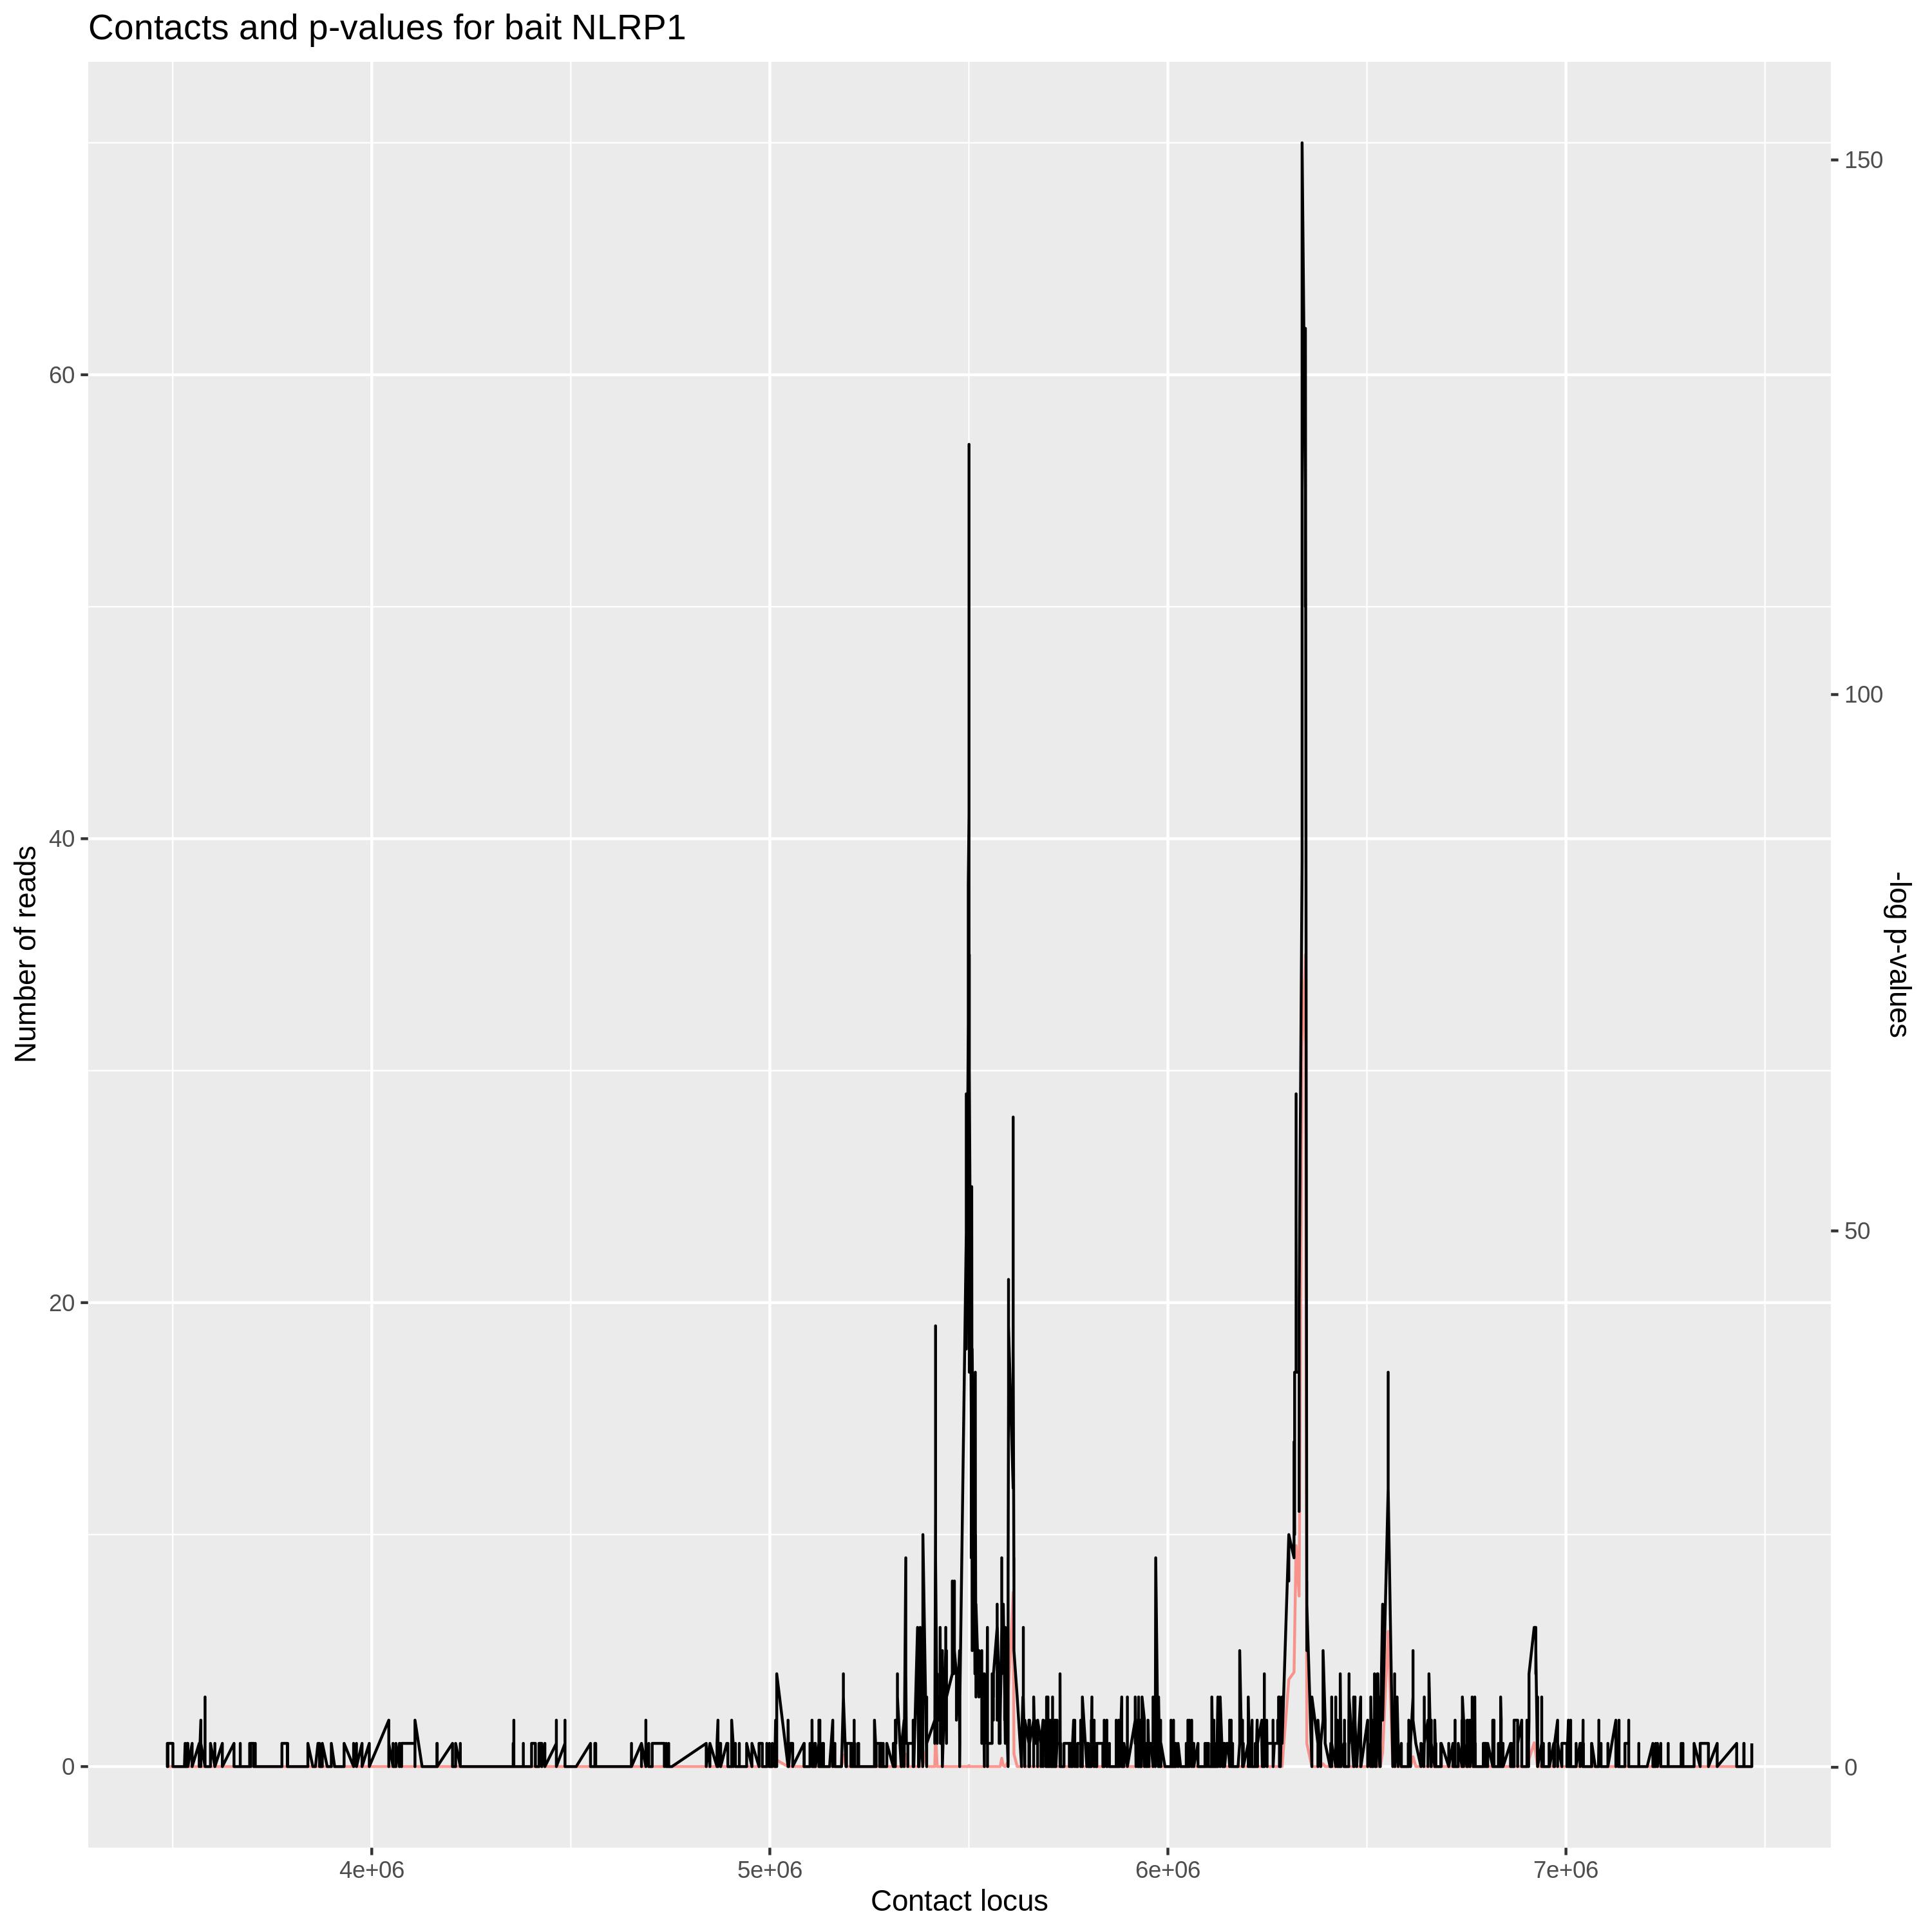 Contacts and p-values for bait NLRP1
Number of reads
60
40
20
0
150
100
50
0
-log p-values
4e+06
5e+06
6e+06
7e+06
Contact locus